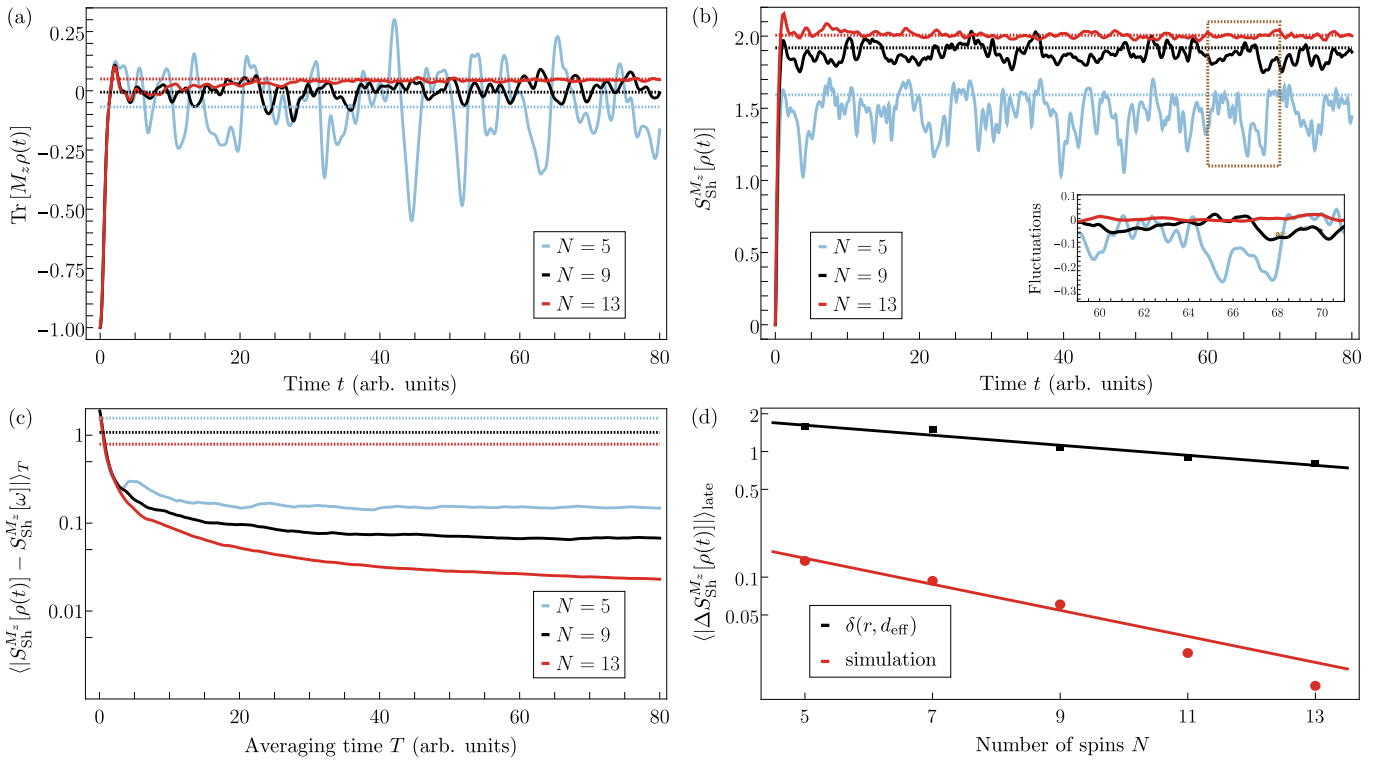 (a)
0.25
0
−0.25
−0.50
−0.75
−1.00
Tr [M_z ρ(t)]
N = 5
N = 9
N = 13
0 20 40 60 80
Time t (arb. units)
(b)
2.0
1.5
1.0
0.5
0
S_Sh^{M_z}[ρ(t)]
N = 5
N = 9
N = 13
Fluctuations
0.1
0
−0.1
−0.2
−0.3
60 62 64 66 68 70
0 20 40 60 80
Time t (arb. units)
(c)
1
0.1
0.01
⟨|S_Sh^{M_z}[ρ(t)] − S_Sh^{M_z}[ω]|⟩_T
N = 5
N = 9
N = 13
0 20 40 60 80
Averaging time T (arb. units)
(d)
2
1
0.5
0.1
0.05
⟨|ΔS_Sh^{M_z}[ρ(t)]|⟩_late
δ(r, d_eff)
simulation
5 7 9 11 13
Number of spins N